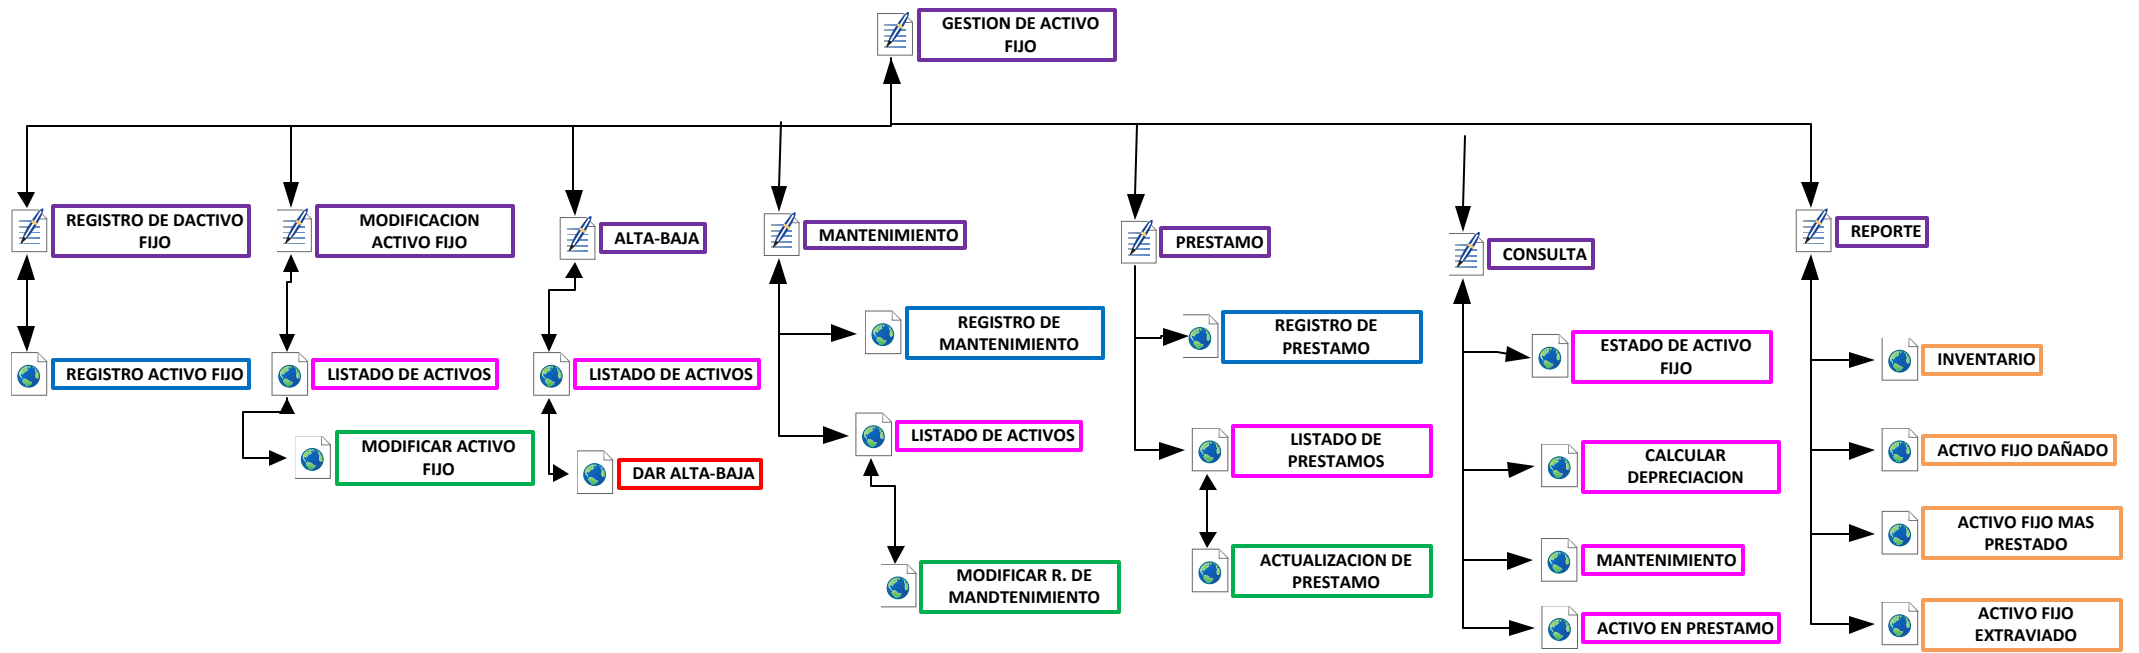 GESTION DE ACTIVO
FIJO
REGISTRO DE DACTIVO
FIJO
MODIFICACION
ACTIVO FIJO
ALTA-BAJA
MANTENIMIENTO
PRESTAMO
CONSULTA
REPORTE
REGISTRO ACTIVO FIJO
LISTADO DE ACTIVOS
MODIFICAR ACTIVO
FIJO
LISTADO DE ACTIVOS
DAR ALTA-BAJA
REGISTRO DE
MANTENIMIENTO
LISTADO DE ACTIVOS
MODIFICAR R. DE
MANDTENIMIENTO
REGISTRO DE
PRESTAMO
LISTADO DE
PRESTAMOS
ACTUALIZACION DE
PRESTAMO
ESTADO DE ACTIVO
FIJO
CALCULAR
DEPRECIACION
MANTENIMIENTO
ACTIVO EN PRESTAMO
INVENTARIO
ACTIVO FIJO DAÑADO
ACTIVO FIJO MAS
PRESTADO
ACTIVO FIJO
EXTRAVIADO